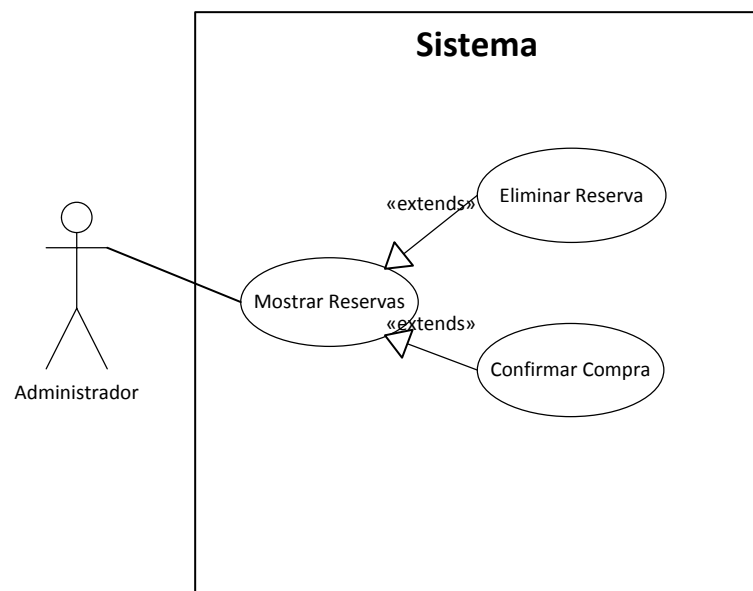 Sistema
«extends»
Eliminar Reserva
Mostrar Reservas
«extends»
Confirmar Compra
Administrador